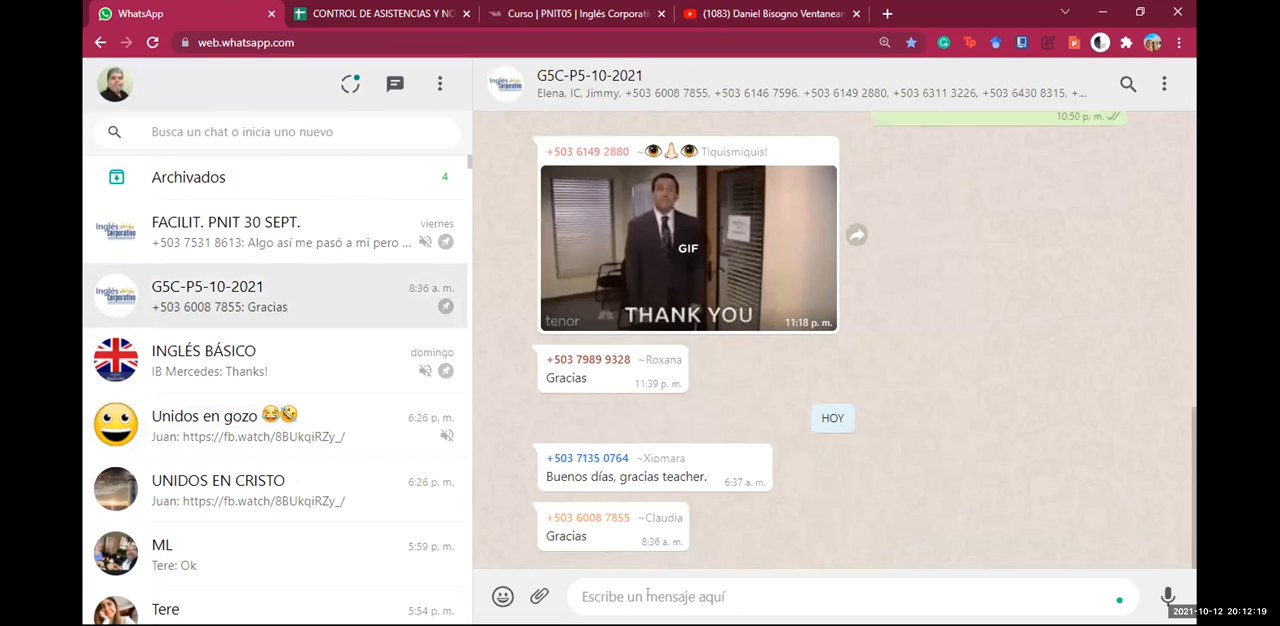 WhatsApp
CONTROL DE ASISTENCIAS Y NO
Curso | PNIT05 | Inglés Corporati
(1083) Daniel Bisogno Ventanear
web.whatsapp.com
G5C-P5-10-2021
Elena, IC, Jimmy, +503 6008 7855, +503 6146 7596, +503 6149 2880, +503 6311 3226, +503 6430 8315, +...
Busca un chat o inicia uno nuevo
Archivados
4
FACILIT. PNIT 30 SEPT.
viernes
+503 7531 8613: Algo así me pasó a mi pero ...
Inglés
Corporativo
G5C-P5-10-2021
8:36 a. m.
+503 6008 7855: Gracias
INGLÉS BÁSICO
domingo
IB Mercedes: Thanks!
Unidos en gozo 😂🤣
6:26 p. m.
Juan: https://fb.watch/8BUkqiRZy_/
UNIDOS EN CRISTO
6:26 p. m.
Juan: https://fb.watch/8BUkqiRZy_/
ML
5:59 p. m.
Tere: Ok
Tere
5:54 p. m.
10:50 p. m.
+503 6149 2880 ~👁👃👁 Tiquismiquis!
GIF
THANK YOU
tenor
11:18 p. m.
+503 7989 9328 ~Roxana
Gracias
11:39 p. m.
HOY
+503 7135 0764 ~Xiomara
Buenos días, gracias teacher.
6:37 a. m.
+503 6008 7855 ~Claudia
Gracias
8:36 a. m.
Escribe un mensaje aquí
2021-10-12 20:12:19